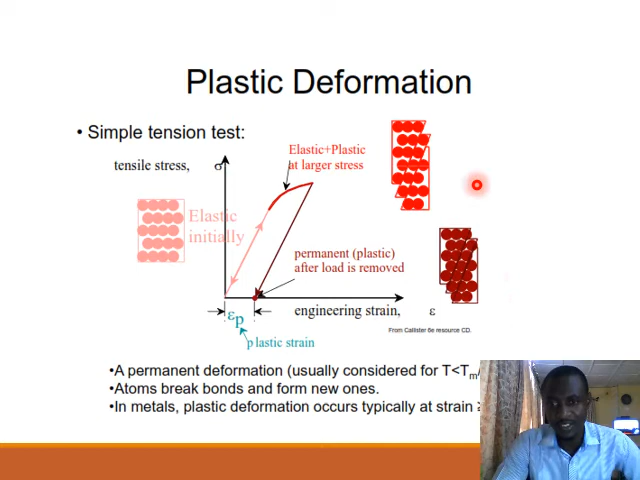 Plastic Deformation
• Simple tension test:
tensile stress, σ
Elastic+Plastic
at larger stress
Elastic
initially
permanent (plastic)
after load is removed
engineering strain, ε
εp
plastic strain
From Callister 6e resource CD.
•A permanent deformation (usually considered for T<Tm/
•Atoms break bonds and form new ones.
•In metals, plastic deformation occurs typically at strain ≥